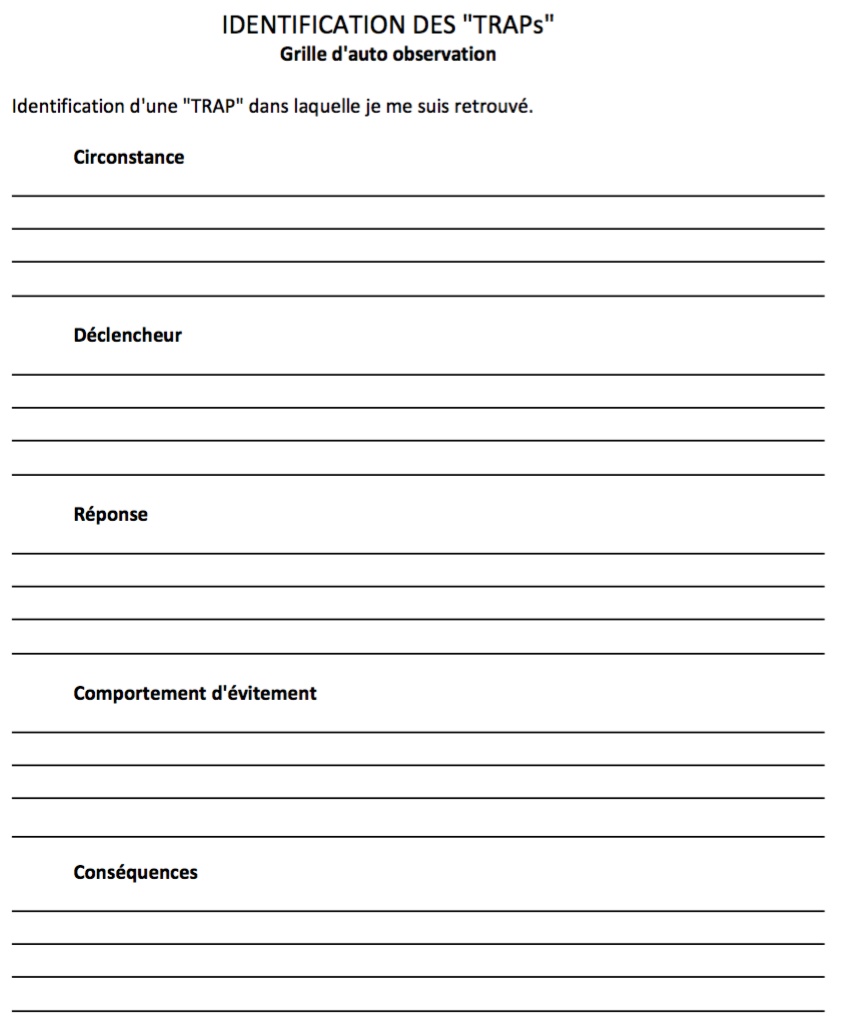 IDENTIFICATION DES "TRAPs"
Grille d'auto observation
Identification d'une "TRAP" dans laquelle je me suis retrouvé.
Circonstance
Déclencheur
Réponse
Comportement d'évitement
Conséquences